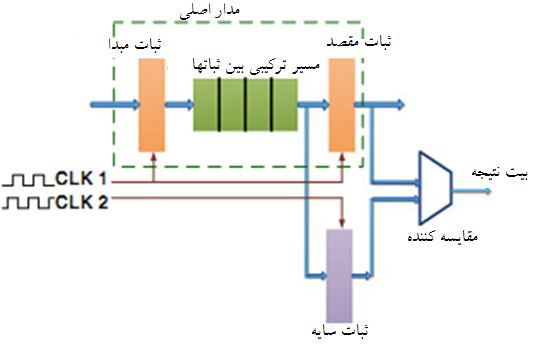 مدار اصلی
ثبات مبدا
ثبات مقصد
مسیر ترکیبی بین ثباتها
CLK 1
CLK 2
بیت نتیجه
مقایسه کننده
ثبات سایه